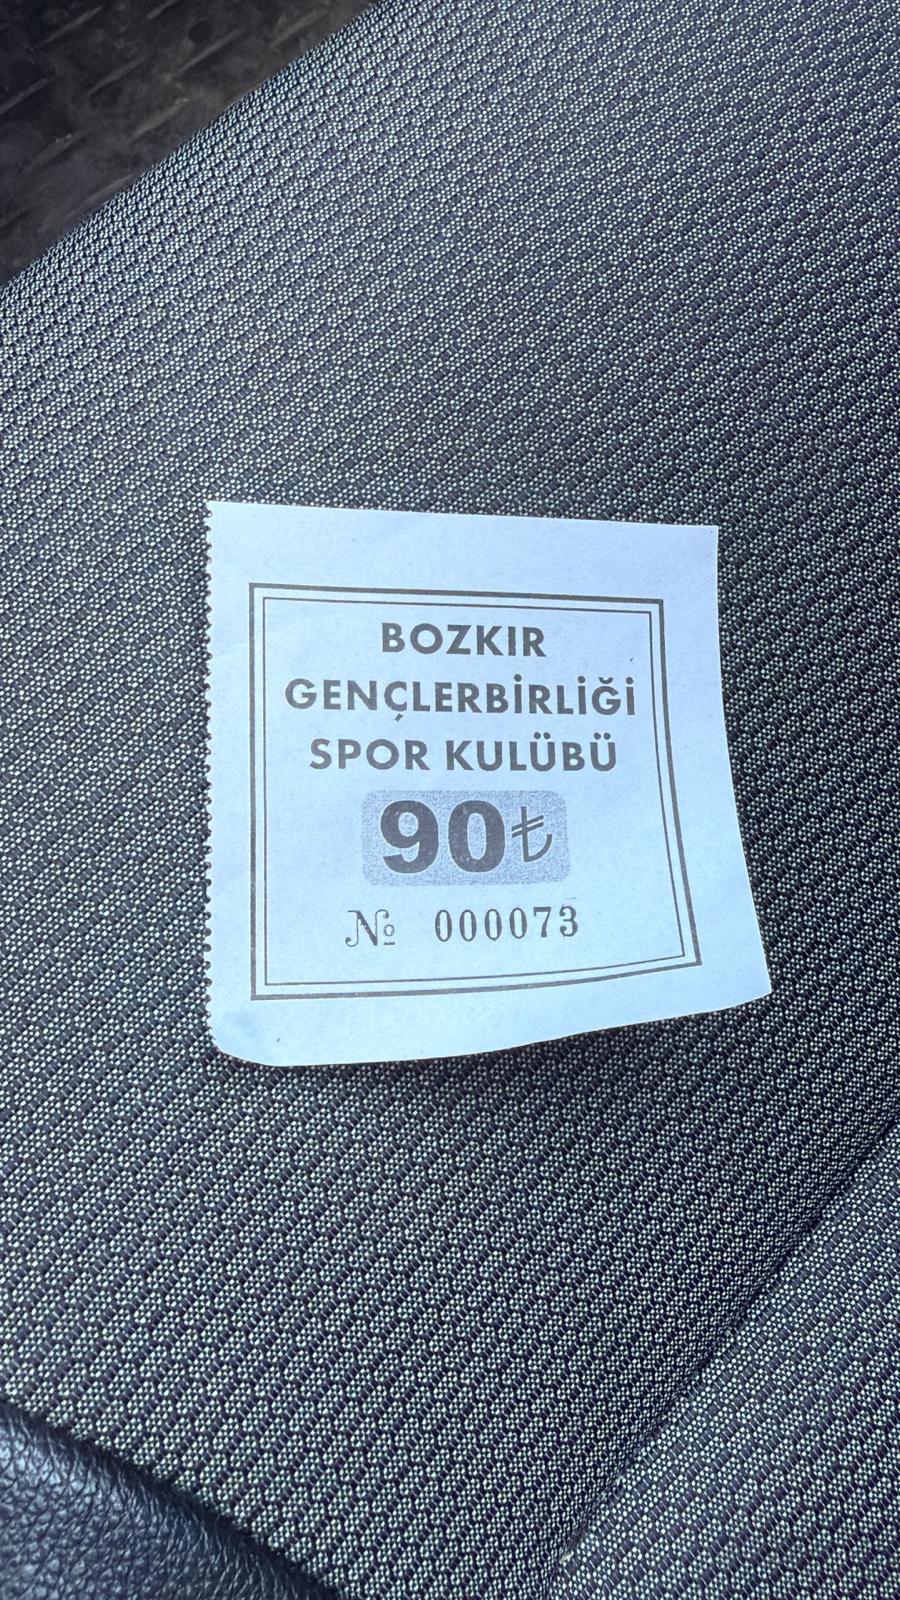 BOZKIR
GENÇLERBİRLİĞİ
SPOR KULÜBÜ
90₺
№ 000073